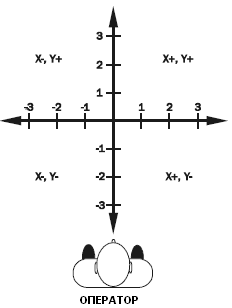 3
X-, Y+ X+, Y+
2
1
-3 -2 -1 1 2 3
-1
X-, Y- X+, Y-
-2
-3
ОПЕРАТОР